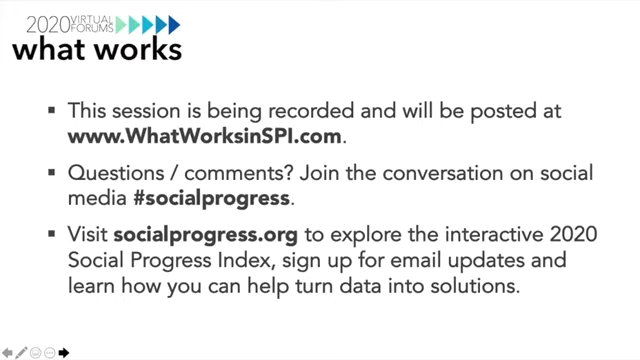 2020 VIRTUAL FORUMS
what works
▪ This session is being recorded and will be posted at
www.WhatWorksinSPI.com.
▪ Questions / comments? Join the conversation on social
media #socialprogress.
▪ Visit socialprogress.org to explore the interactive 2020
Social Progress Index, sign up for email updates and
learn how you can help turn data into solutions.